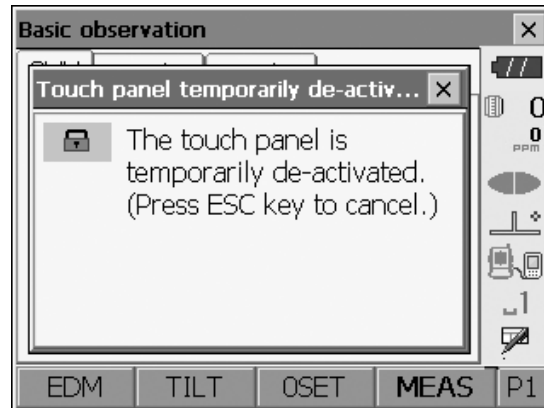 Basic observation
Touch panel temporarily de-activ...
The touch panel is
temporarily de-activated.
(Press ESC key to cancel.)
0
0
PPM
1
EDM TILT 0SET MEAS P1